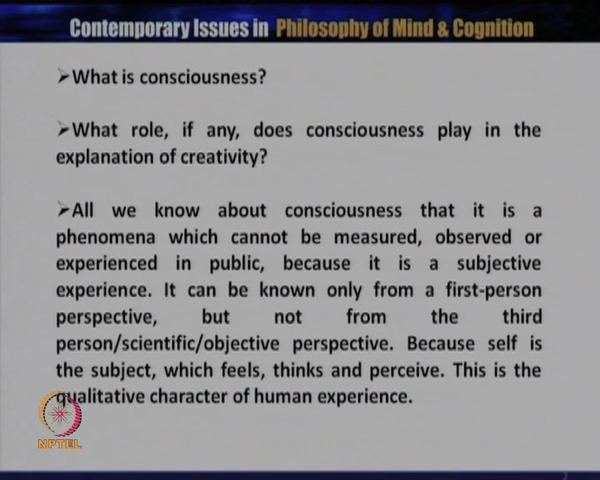 Contemporary Issues in Philosophy of Mind & Cognition
➢What is consciousness?
➢What role, if any, does consciousness play in the
explanation of creativity?
➢All we know about consciousness that it is a
phenomena which cannot be measured, observed or
experienced in public, because it is a subjective
experience. It can be known only from a first-person
perspective, but not from the third
person/scientific/objective perspective. Because self is
the subject, which feels, thinks and perceive. This is the
qualitative character of human experience.
NPTEL